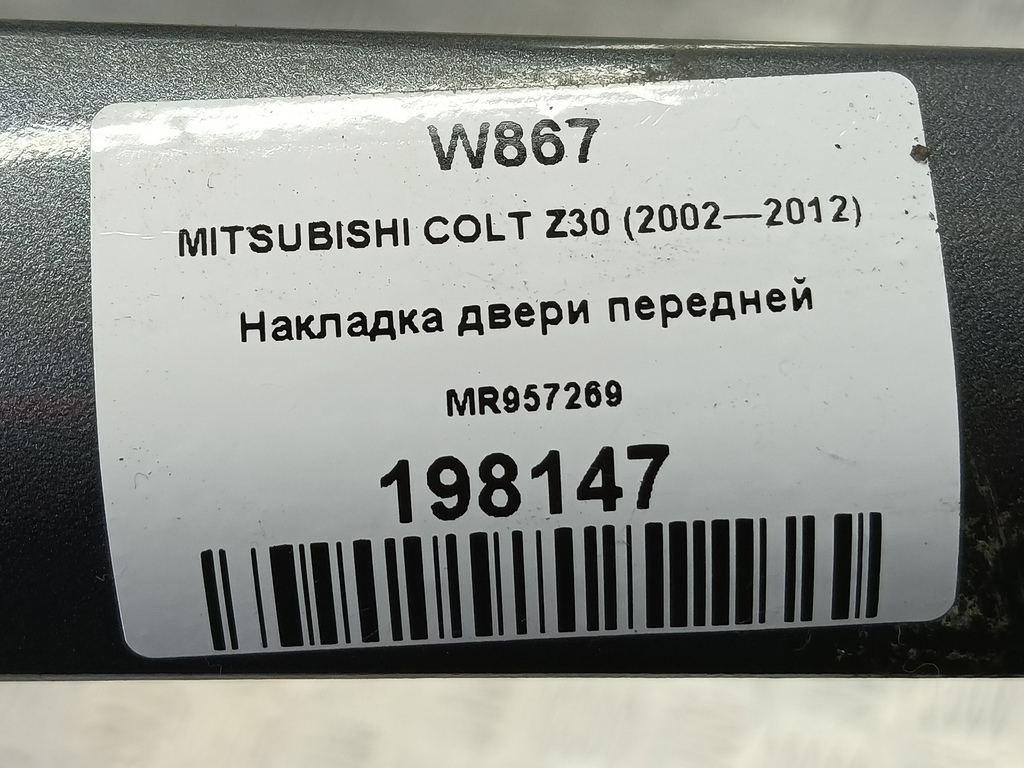 W867
MITSUBISHI COLT Z30 (2002—2012)
Накладка двери передней
MR957269
198147